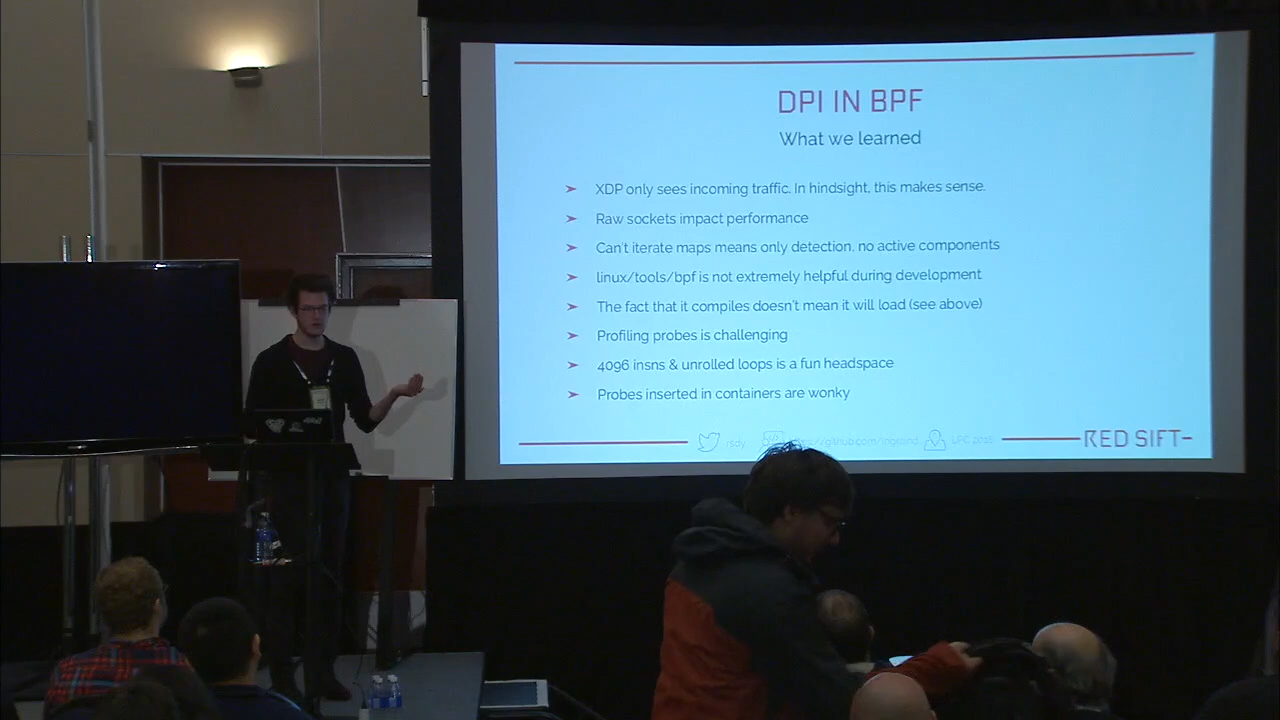 DPI IN BPF
What we learned
➤ XDP only sees incoming traffic. In hindsight, this makes sense.
➤ Raw sockets impact performance
➤ Can't iterate maps means only detection, no active components
➤ linux/tools/bpf is not extremely helpful during development
➤ The fact that it compiles doesn't mean it will load (see above)
➤ Profiling probes is challenging
➤ 4096 insns & unrolled loops is a fun headspace
➤ Probes inserted in containers are wonky
RED SIFT